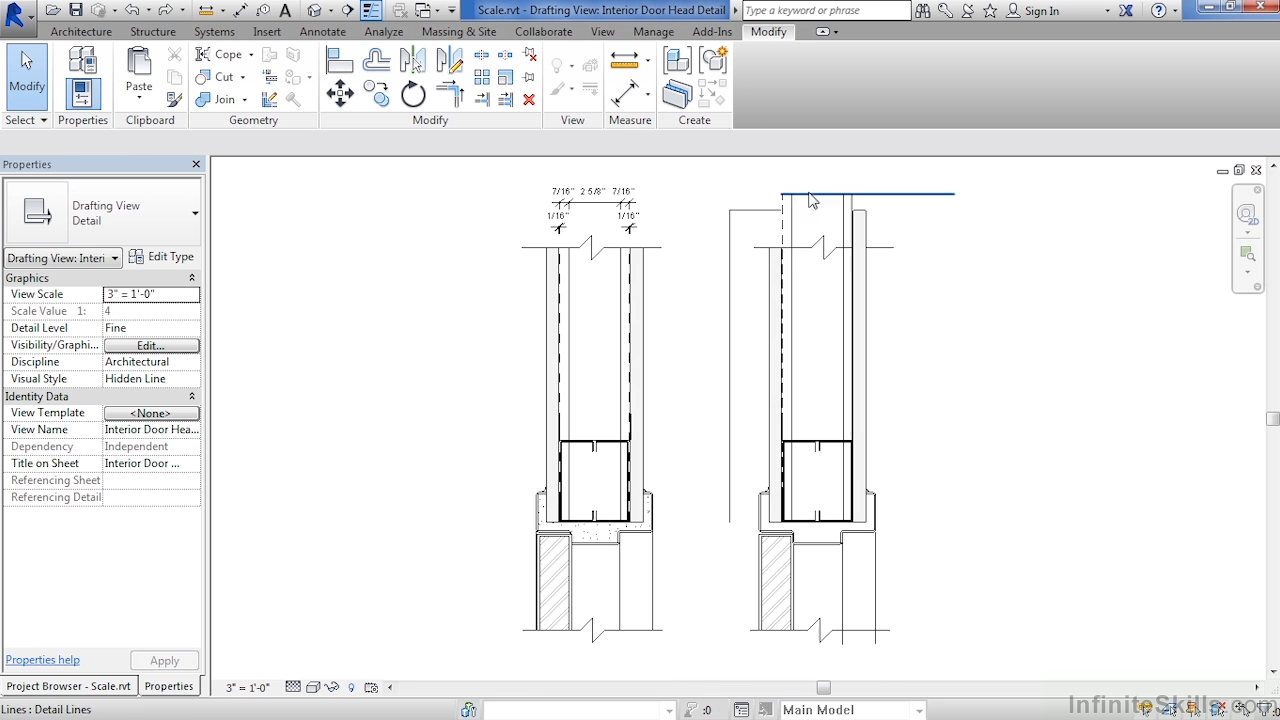 Scale.rvt - Drafting View: Interior Door Head Detail
Type a keyword or phrase
Sign In
Architecture Structure Systems Insert Annotate Analyze Massing & Site Collaborate View Manage Add-Ins Modify
Modify
Paste
Cope
Cut
Join
Select Properties Clipboard Geometry Modify View Measure Create
Properties
Drafting View
Detail
Drafting View: Interi
Edit Type
Graphics
View Scale 3" = 1'-0"
Scale Value 1: 4
Detail Level Fine
Visibility/Graphi... Edit...
Discipline Architectural
Visual Style Hidden Line
Identity Data
View Template <None>
View Name Interior Door Hea...
Dependency Independent
Title on Sheet Interior Door ...
Referencing Sheet
Referencing Detail
Properties help
Apply
Project Browser - Scale.rvt Properties
7/16" 2 5/8" 7/16"
1/16" 1/16"
2D
3" = 1'-0"
Lines : Detail Lines
:0
Main Model
InfiniteSkills.com